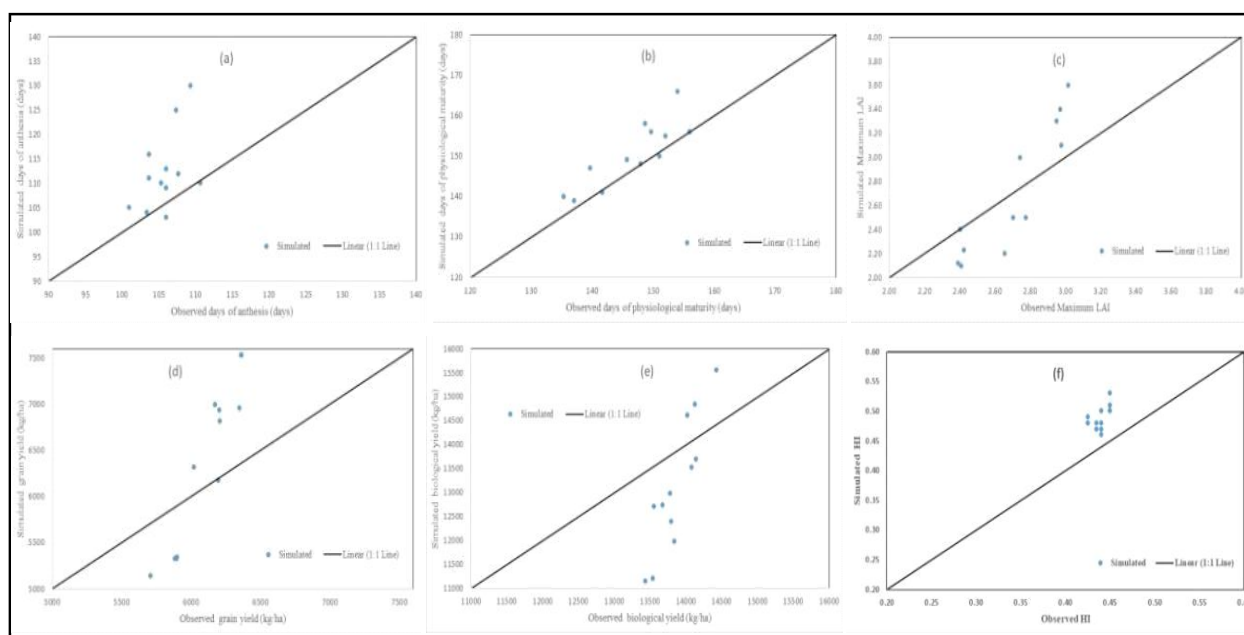 (a)
Simulated days of anthesis (days)
140
135
130
125
120
115
110
105
100
95
90
Simulated
Linear (1:1 Line)
90 95 100 105 110 115 120 125 130 135 140
Observed days of anthesis (days)
(b)
Simulated days of physiological maturity (days)
180
170
160
150
140
130
120
Simulated
Linear (1:1 Line)
120 130 140 150 160 170 180
Observed days of physiological maturity (days)
(c)
Simulated Maximum LAI
4.00
3.80
3.60
3.40
3.20
3.00
2.80
2.60
2.40
2.20
2.00
Simulated
Linear (1:1 Line)
2.00 2.20 2.40 2.60 2.80 3.00 3.20 3.40 3.60 3.80 4.0
Observed Maximum LAI
(d)
Simulated grain yield (kg/ha)
7500
7000
6500
6000
5500
5000
Simulated
Linear (1:1 Line)
5000 5500 6000 6500 7000 7500
Observed grain yield (kg/ha)
(e)
Simulated biological yield (kg/ha)
16000
15000
14500
14000
13500
13000
12500
12000
11500
11000
Simulated
Linear (1:1 Line)
11000 12000 13000 14000 15000 16000
Observed biological yield (kg/ha)
(f)
Simulated HI
0.60
0.55
0.50
0.45
0.40
0.35
0.30
0.25
0.20
Simulated
Linear (1:1 Line)
0.20 0.25 0.30 0.35 0.40 0.45 0.50 0.55 0.6
Observed HI